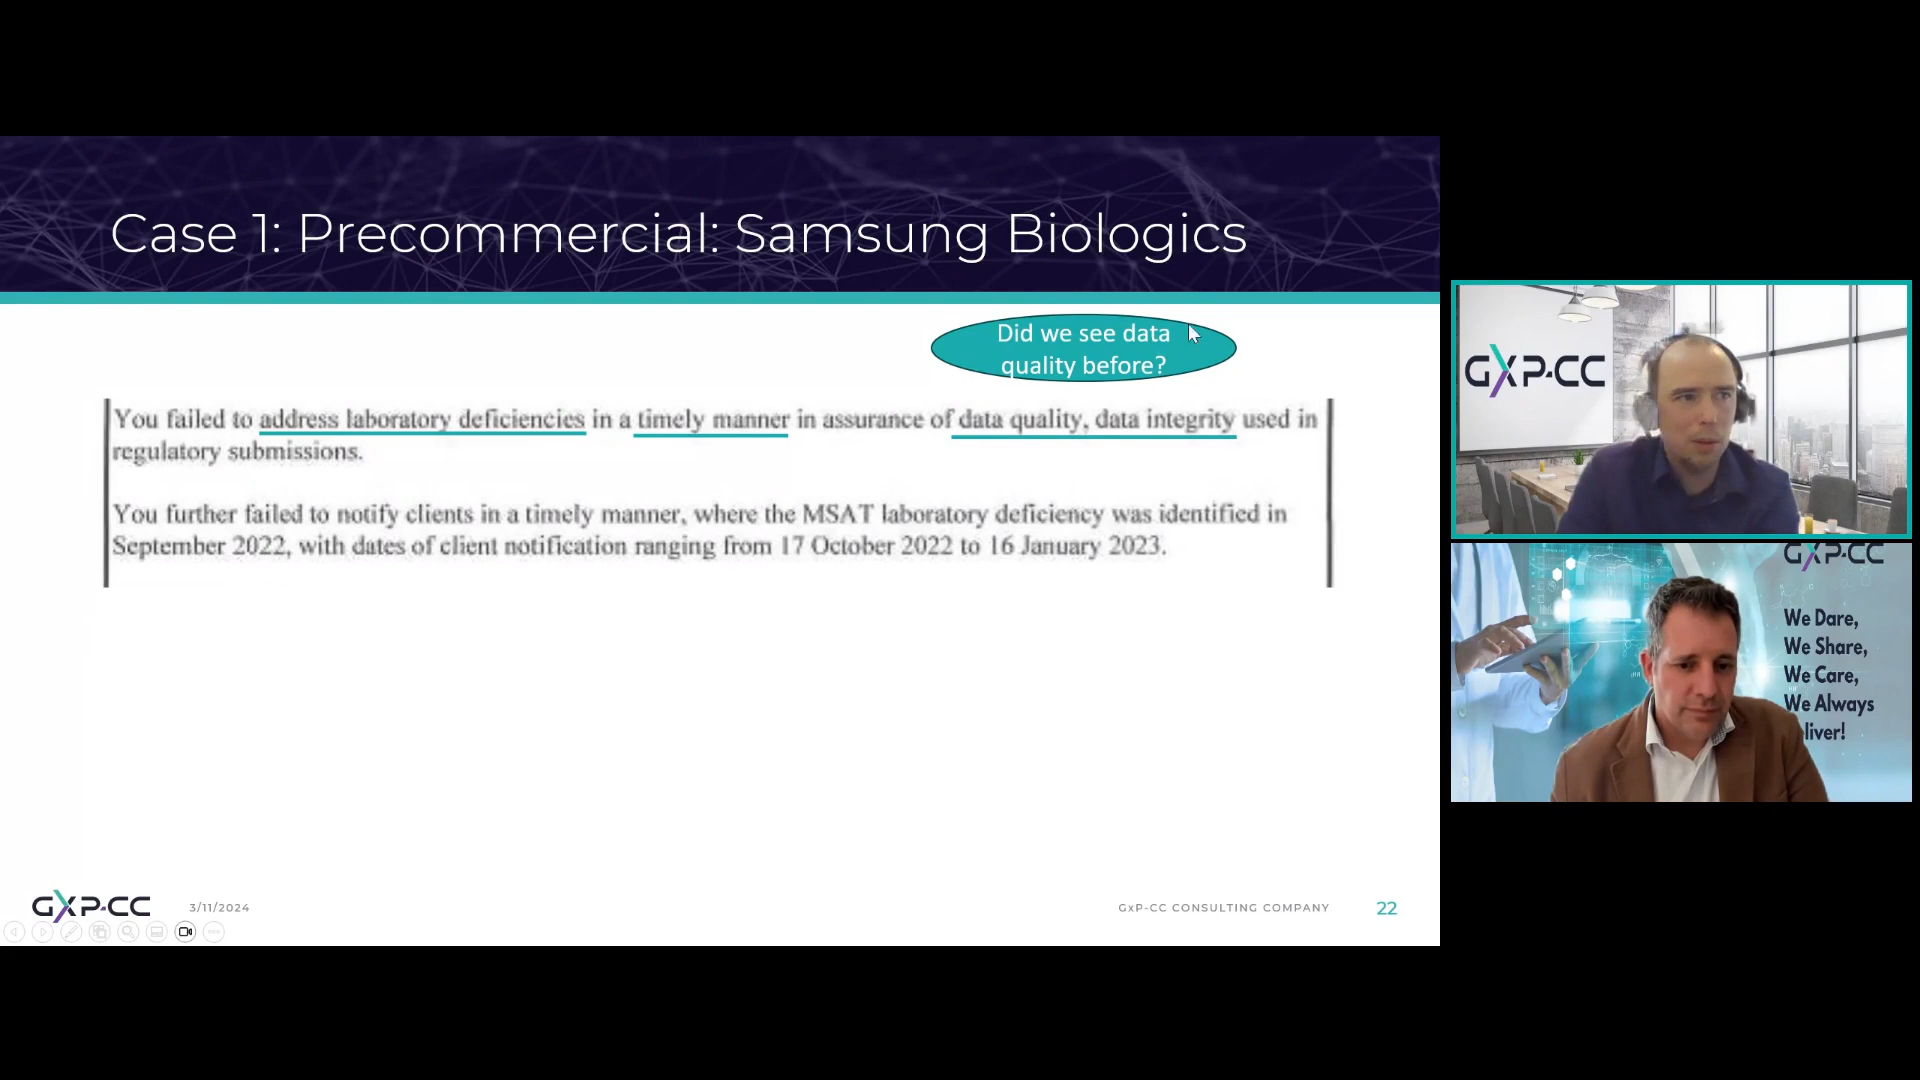 Case 1: Precommercial: Samsung Biologics
Did we see data
quality before?
You failed to address laboratory deficiencies in a timely manner in assurance of data quality, data integrity used in
regulatory submissions.
You further failed to notify clients in a timely manner, where the MSAT laboratory deficiency was identified in
September 2022, with dates of client notification ranging from 17 October 2022 to 16 January 2023.
GXP-CC
3/11/2024
GxP-CC CONSULTING COMPANY
22
GXP-CC
GXP-CC
We Dare,
We Share,
We Care,
We Always
liver!